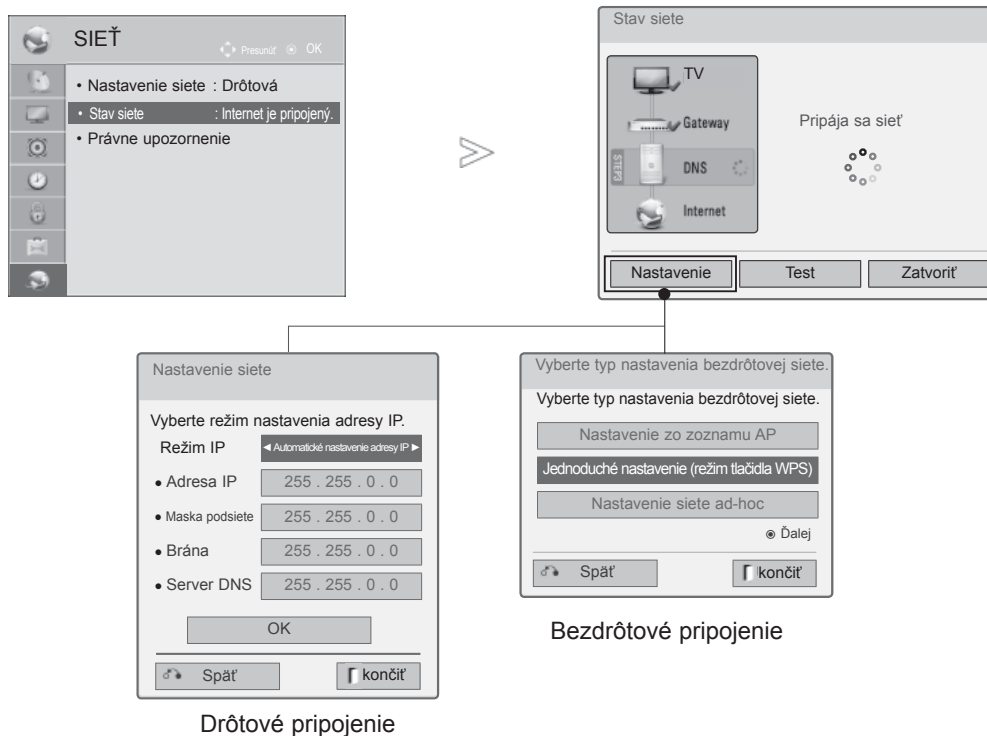 SIEŤ
Presunúť OK
• Nastavenie siete : Drôtová
• Stav siete : Internet je pripojený.
• Právne upozornenie
Stav siete
TV
Gateway
STEP3
DNS
Internet
Pripája sa sieť
Nastavenie Test Zatvoriť
Nastavenie siete
Vyberte režim nastavenia adresy IP.
Režim IP ◄ Automatické nastavenie adresy IP ►
• Adresa IP 255 . 255 . 0 . 0
• Maska podsiete 255 . 255 . 0 . 0
• Brána 255 . 255 . 0 . 0
• Server DNS 255 . 255 . 0 . 0
OK
Späť končiť
Drôtové pripojenie
Vyberte typ nastavenia bezdrôtovej siete.
Vyberte typ nastavenia bezdrôtovej siete.
Nastavenie zo zoznamu AP
Jednoduché nastavenie (režim tlačidla WPS)
Nastavenie siete ad-hoc
Ďalej
Späť končiť
Bezdrôtové pripojenie